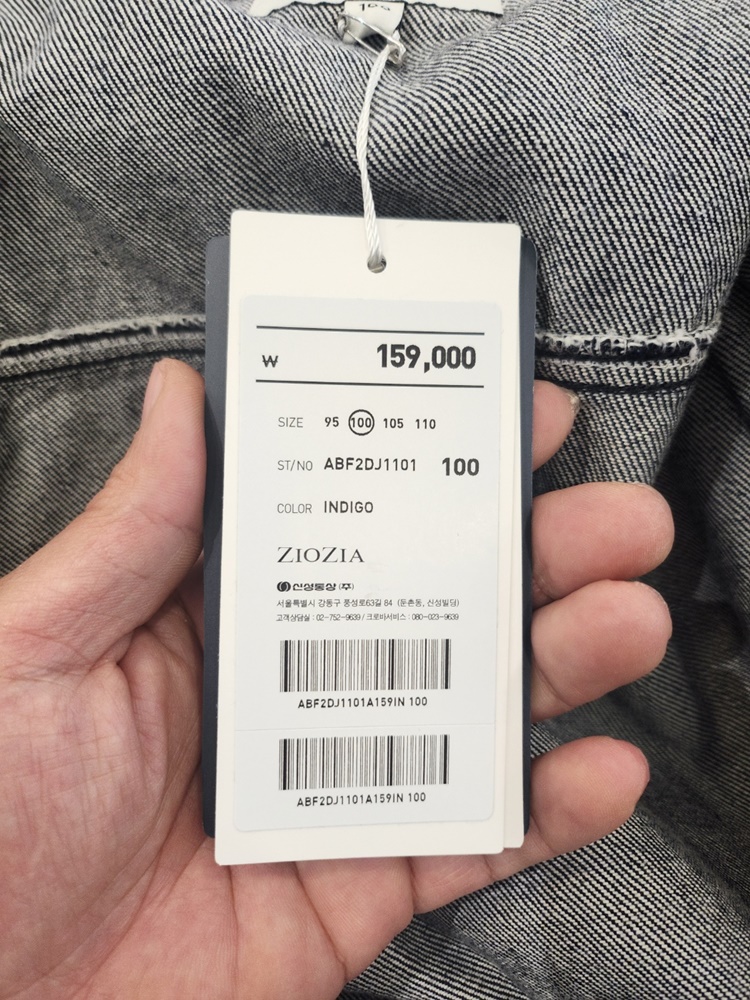 ₩ 159,000
SIZE 95 100 105 110
ST/NO ABF2DJ1101 100
COLOR INDIGO
ZIOZIA
신성통상 (주)
서울특별시 강동구 풍성로63길 84 (둔촌동, 신성빌딩)
고객상담실 : 02-752-9639 / 크로바서비스 : 080-023-9639
ABF2DJ1101A159IN 100
ABF2DJ1101A159IN 100